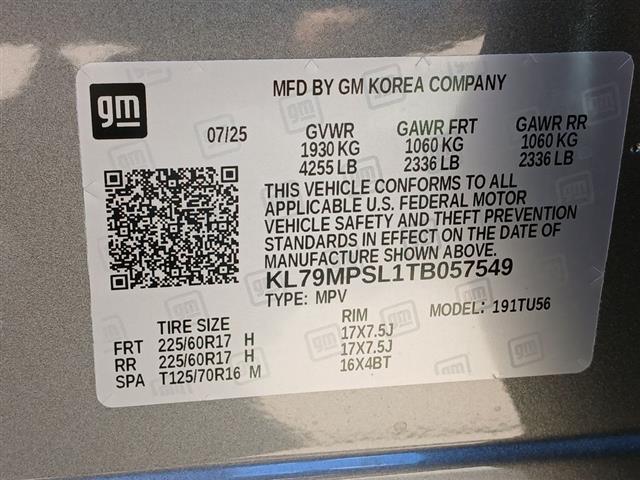 gm
MFD BY GM KOREA COMPANY
07/25 GVWR GAWR FRT GAWR RR
1930 KG 1060 KG 1060 KG
4255 LB 2336 LB 2336 LB
THIS VEHICLE CONFORMS TO ALL
APPLICABLE U.S. FEDERAL MOTOR
VEHICLE SAFETY AND THEFT PREVENTION
STANDARDS IN EFFECT ON THE DATE OF
MANUFACTURE SHOWN ABOVE.
KL79MPSL1TB057549
TYPE: MPV MODEL: 191TU56
TIRE SIZE RIM
FRT 225/60R17 H 17X7.5J
RR 225/60R17 H 17X7.5J
SPA T125/70R16 M 16X4BT